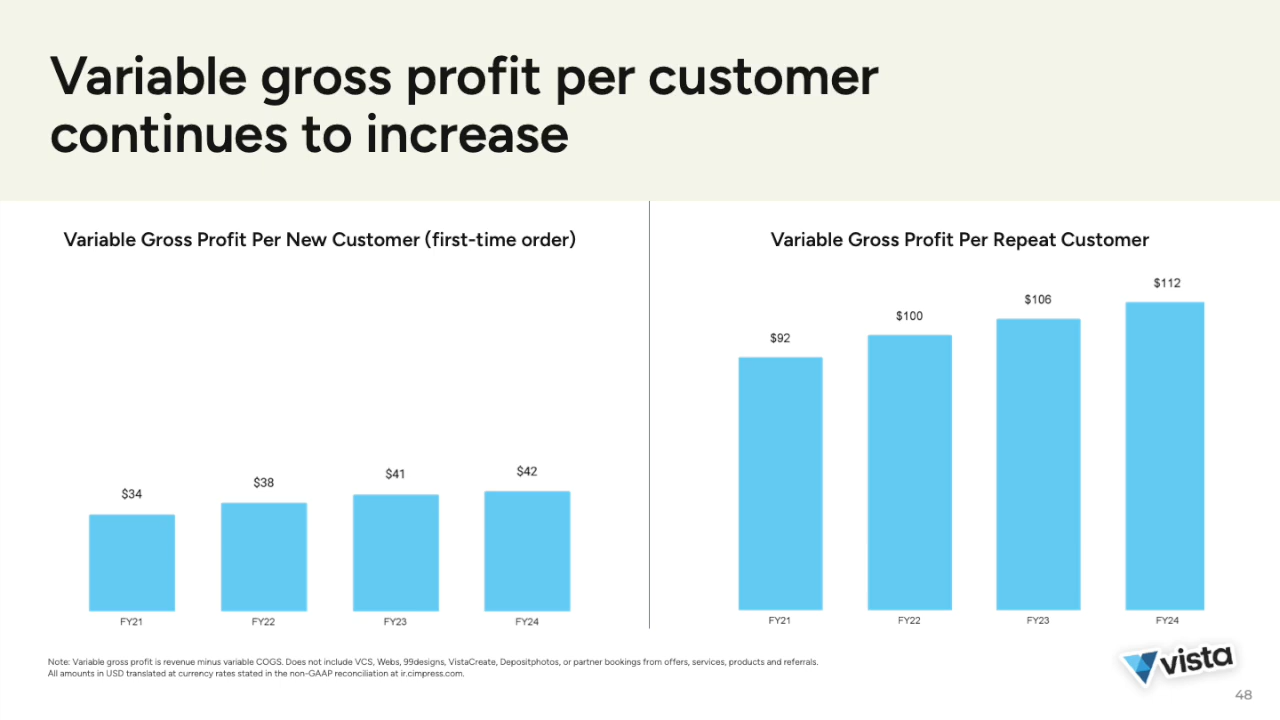 Variable gross profit per customer
continues to increase
Variable Gross Profit Per New Customer (first-time order)
$34
$38
$41
$42
FY21
FY22
FY23
FY24
Variable Gross Profit Per Repeat Customer
$92
$100
$106
$112
FY21
FY22
FY23
FY24
Note: Variable gross profit is revenue minus variable COGS. Does not include VCS, Webs, 99designs, VistaCreate, Depositphotos, or partner bookings from offers, services, products and referrals.
All amounts in USD translated at currency rates stated in the non-GAAP reconciliation at ir.cimpress.com.
vista
48